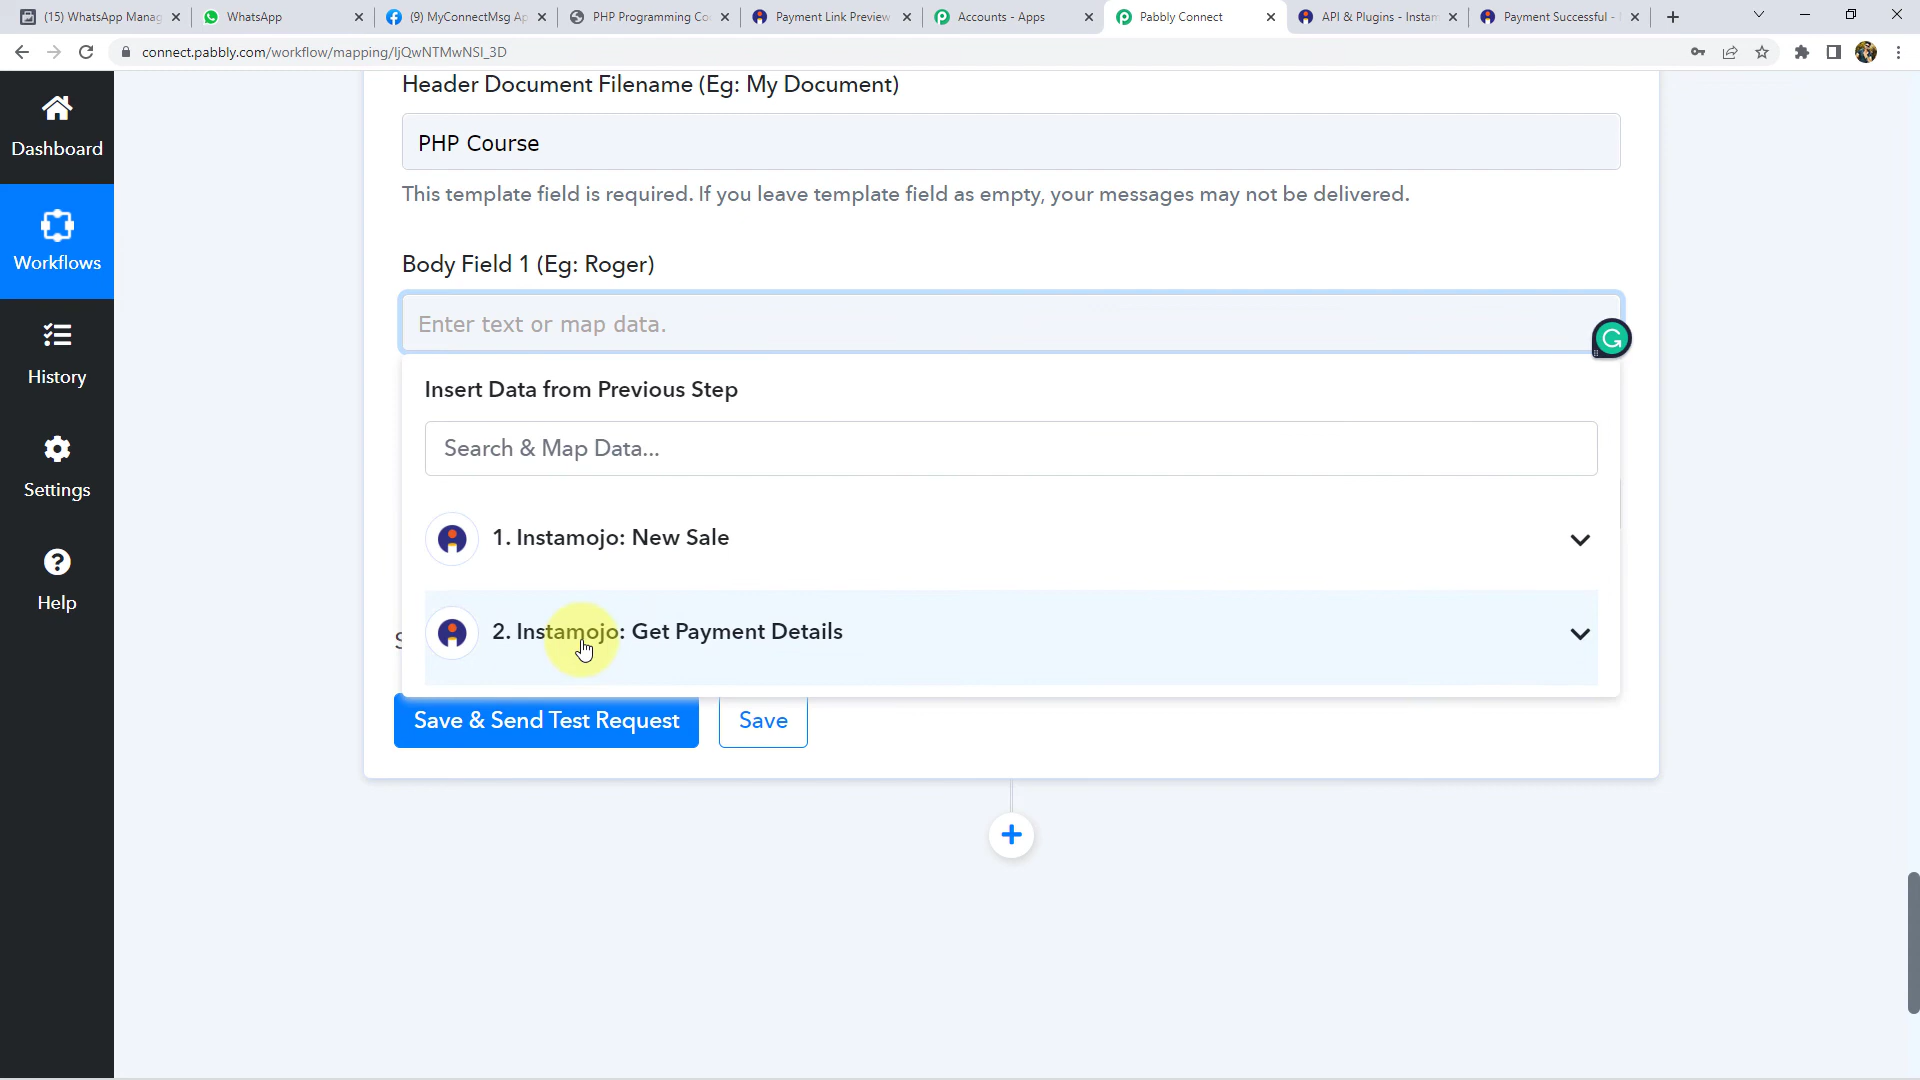 (15) WhatsApp Manag
WhatsApp
(9) MyConnectMsg Ap
PHP Programming Co
Payment Link Preview
Accounts - Apps
Pabbly Connect
API & Plugins - Instam
Payment Successful -
connect.pabbly.com/workflow/mapping/IjQwNTMwNSI_3D
Dashboard
Workflows
History
Settings
Help
Header Document Filename (Eg: My Document)
PHP Course
This template field is required. If you leave template field as empty, your messages may not be delivered.
Body Field 1 (Eg: Roger)
Enter text or map data.
Insert Data from Previous Step
Search & Map Data...
1. Instamojo: New Sale
2. Instamojo: Get Payment Details
Save & Send Test Request
Save